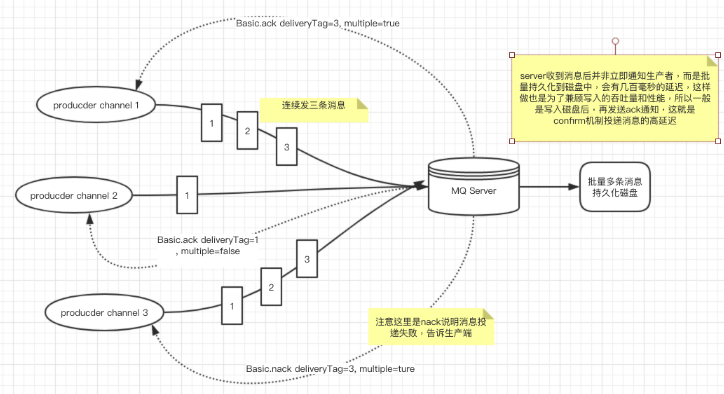 Basic.ack deliveryTag=3, multiple=true
server收到消息后并非立即通知生产者，而是批
量持久化到磁盘中，会有几百毫秒的延迟，这样
做也是为了兼顾写入的吞吐量和性能，所以一般
是写入磁盘后，再发送ack通知，这就是
confirm机制投递消息的高延迟
producder channel 1
连续发三条消息
1
2
3
producder channel 2
1
MQ Server
批量多条消息
持久化磁盘
Basic.ack deliveryTag=1
, multiple=false
producder channel 3
1
2
3
注意这里是nack说明消息投
递失败，告诉生产端
Basic.nack deliveryTag=3, multiple=ture